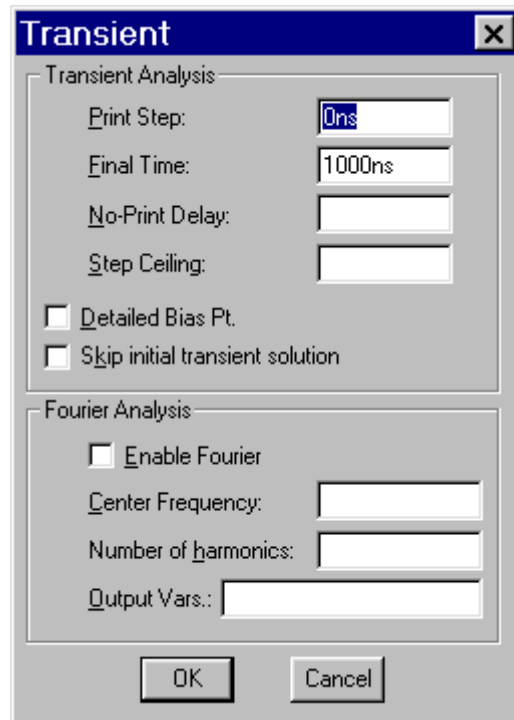 Transient
Transient Analysis
Print Step: 0ns
Final Time: 1000ns
No-Print Delay:
Step Ceiling:
Detailed Bias Pt.
Skip initial transient solution
Fourier Analysis
Enable Fourier
Center Frequency:
Number of harmonics:
Output Vars.:
OK Cancel